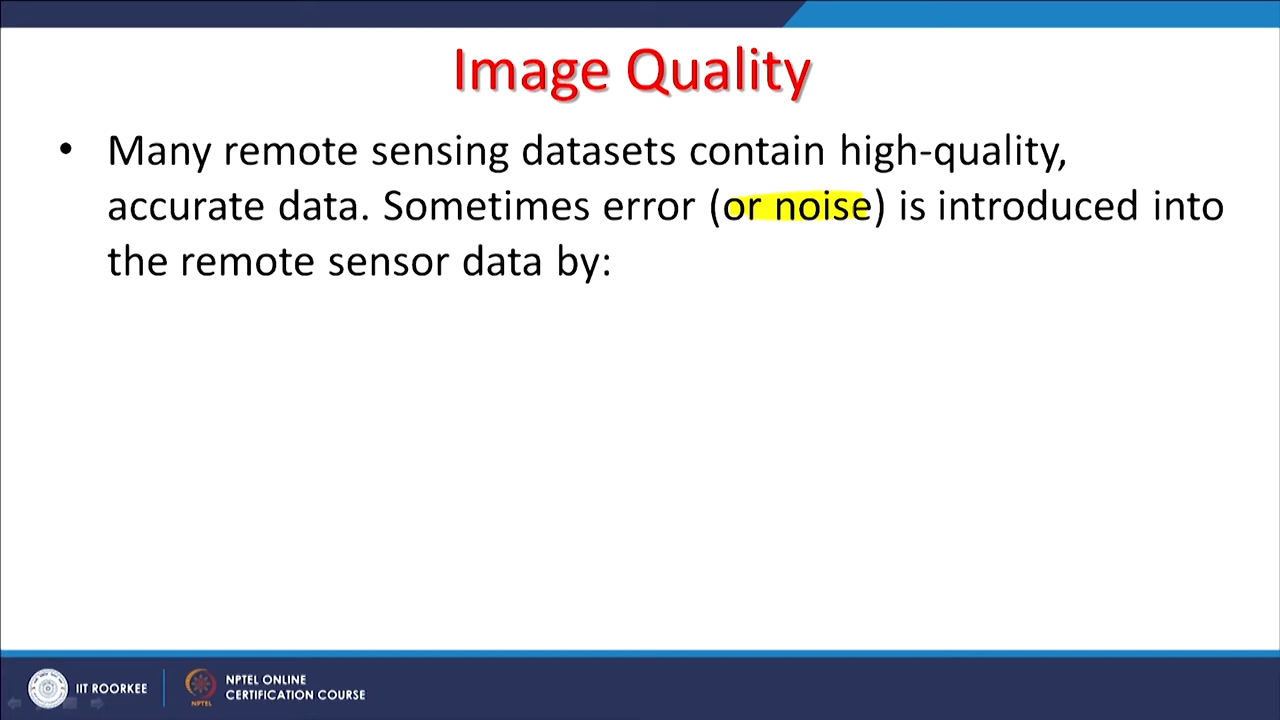 Image Quality
• Many remote sensing datasets contain high-quality,
accurate data. Sometimes error (or noise) is introduced into
the remote sensor data by:
IIT ROORKEE
NPTEL
NPTEL ONLINE
CERTIFICATION COURSE